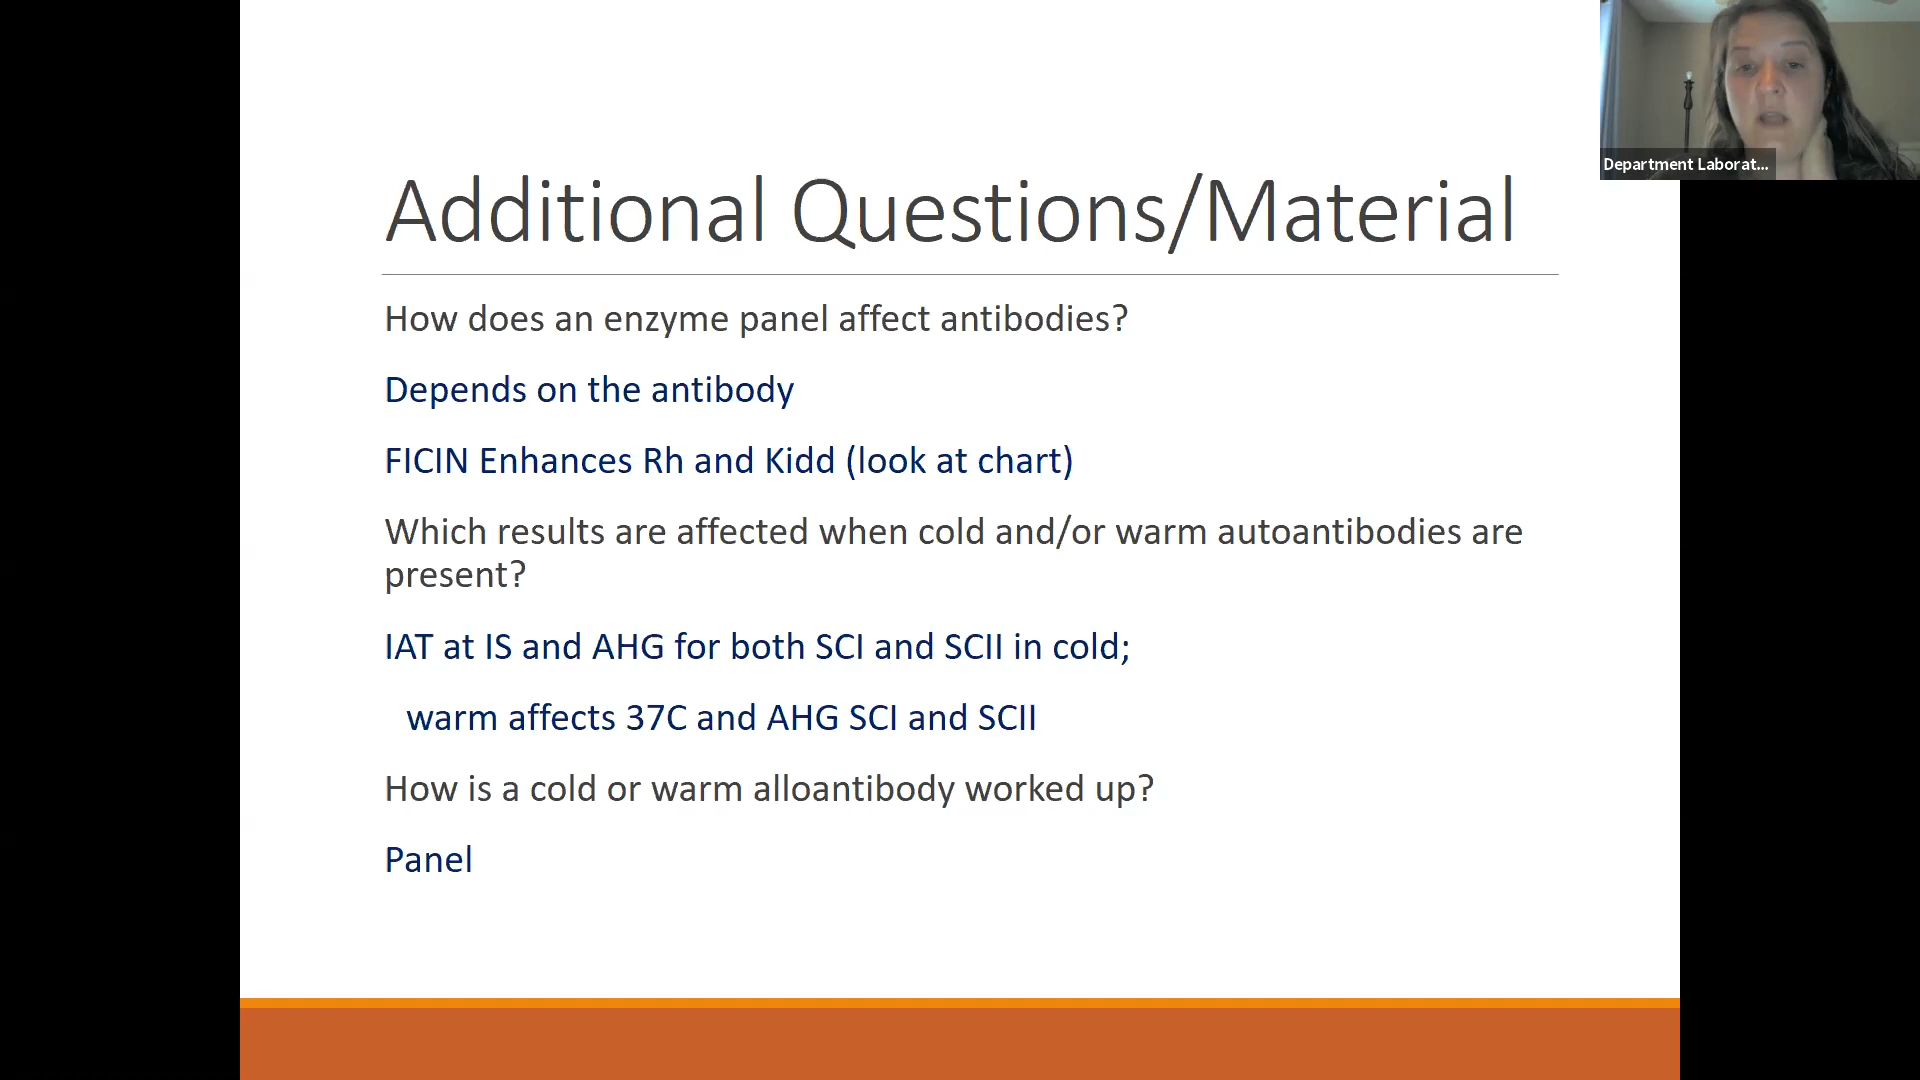 Additional Questions/Material
How does an enzyme panel affect antibodies?
Depends on the antibody
FICIN Enhances Rh and Kidd (look at chart)
Which results are affected when cold and/or warm autoantibodies are
present?
IAT at IS and AHG for both SCI and SCII in cold;
warm affects 37C and AHG SCI and SCII
How is a cold or warm alloantibody worked up?
Panel
Department Laborat...